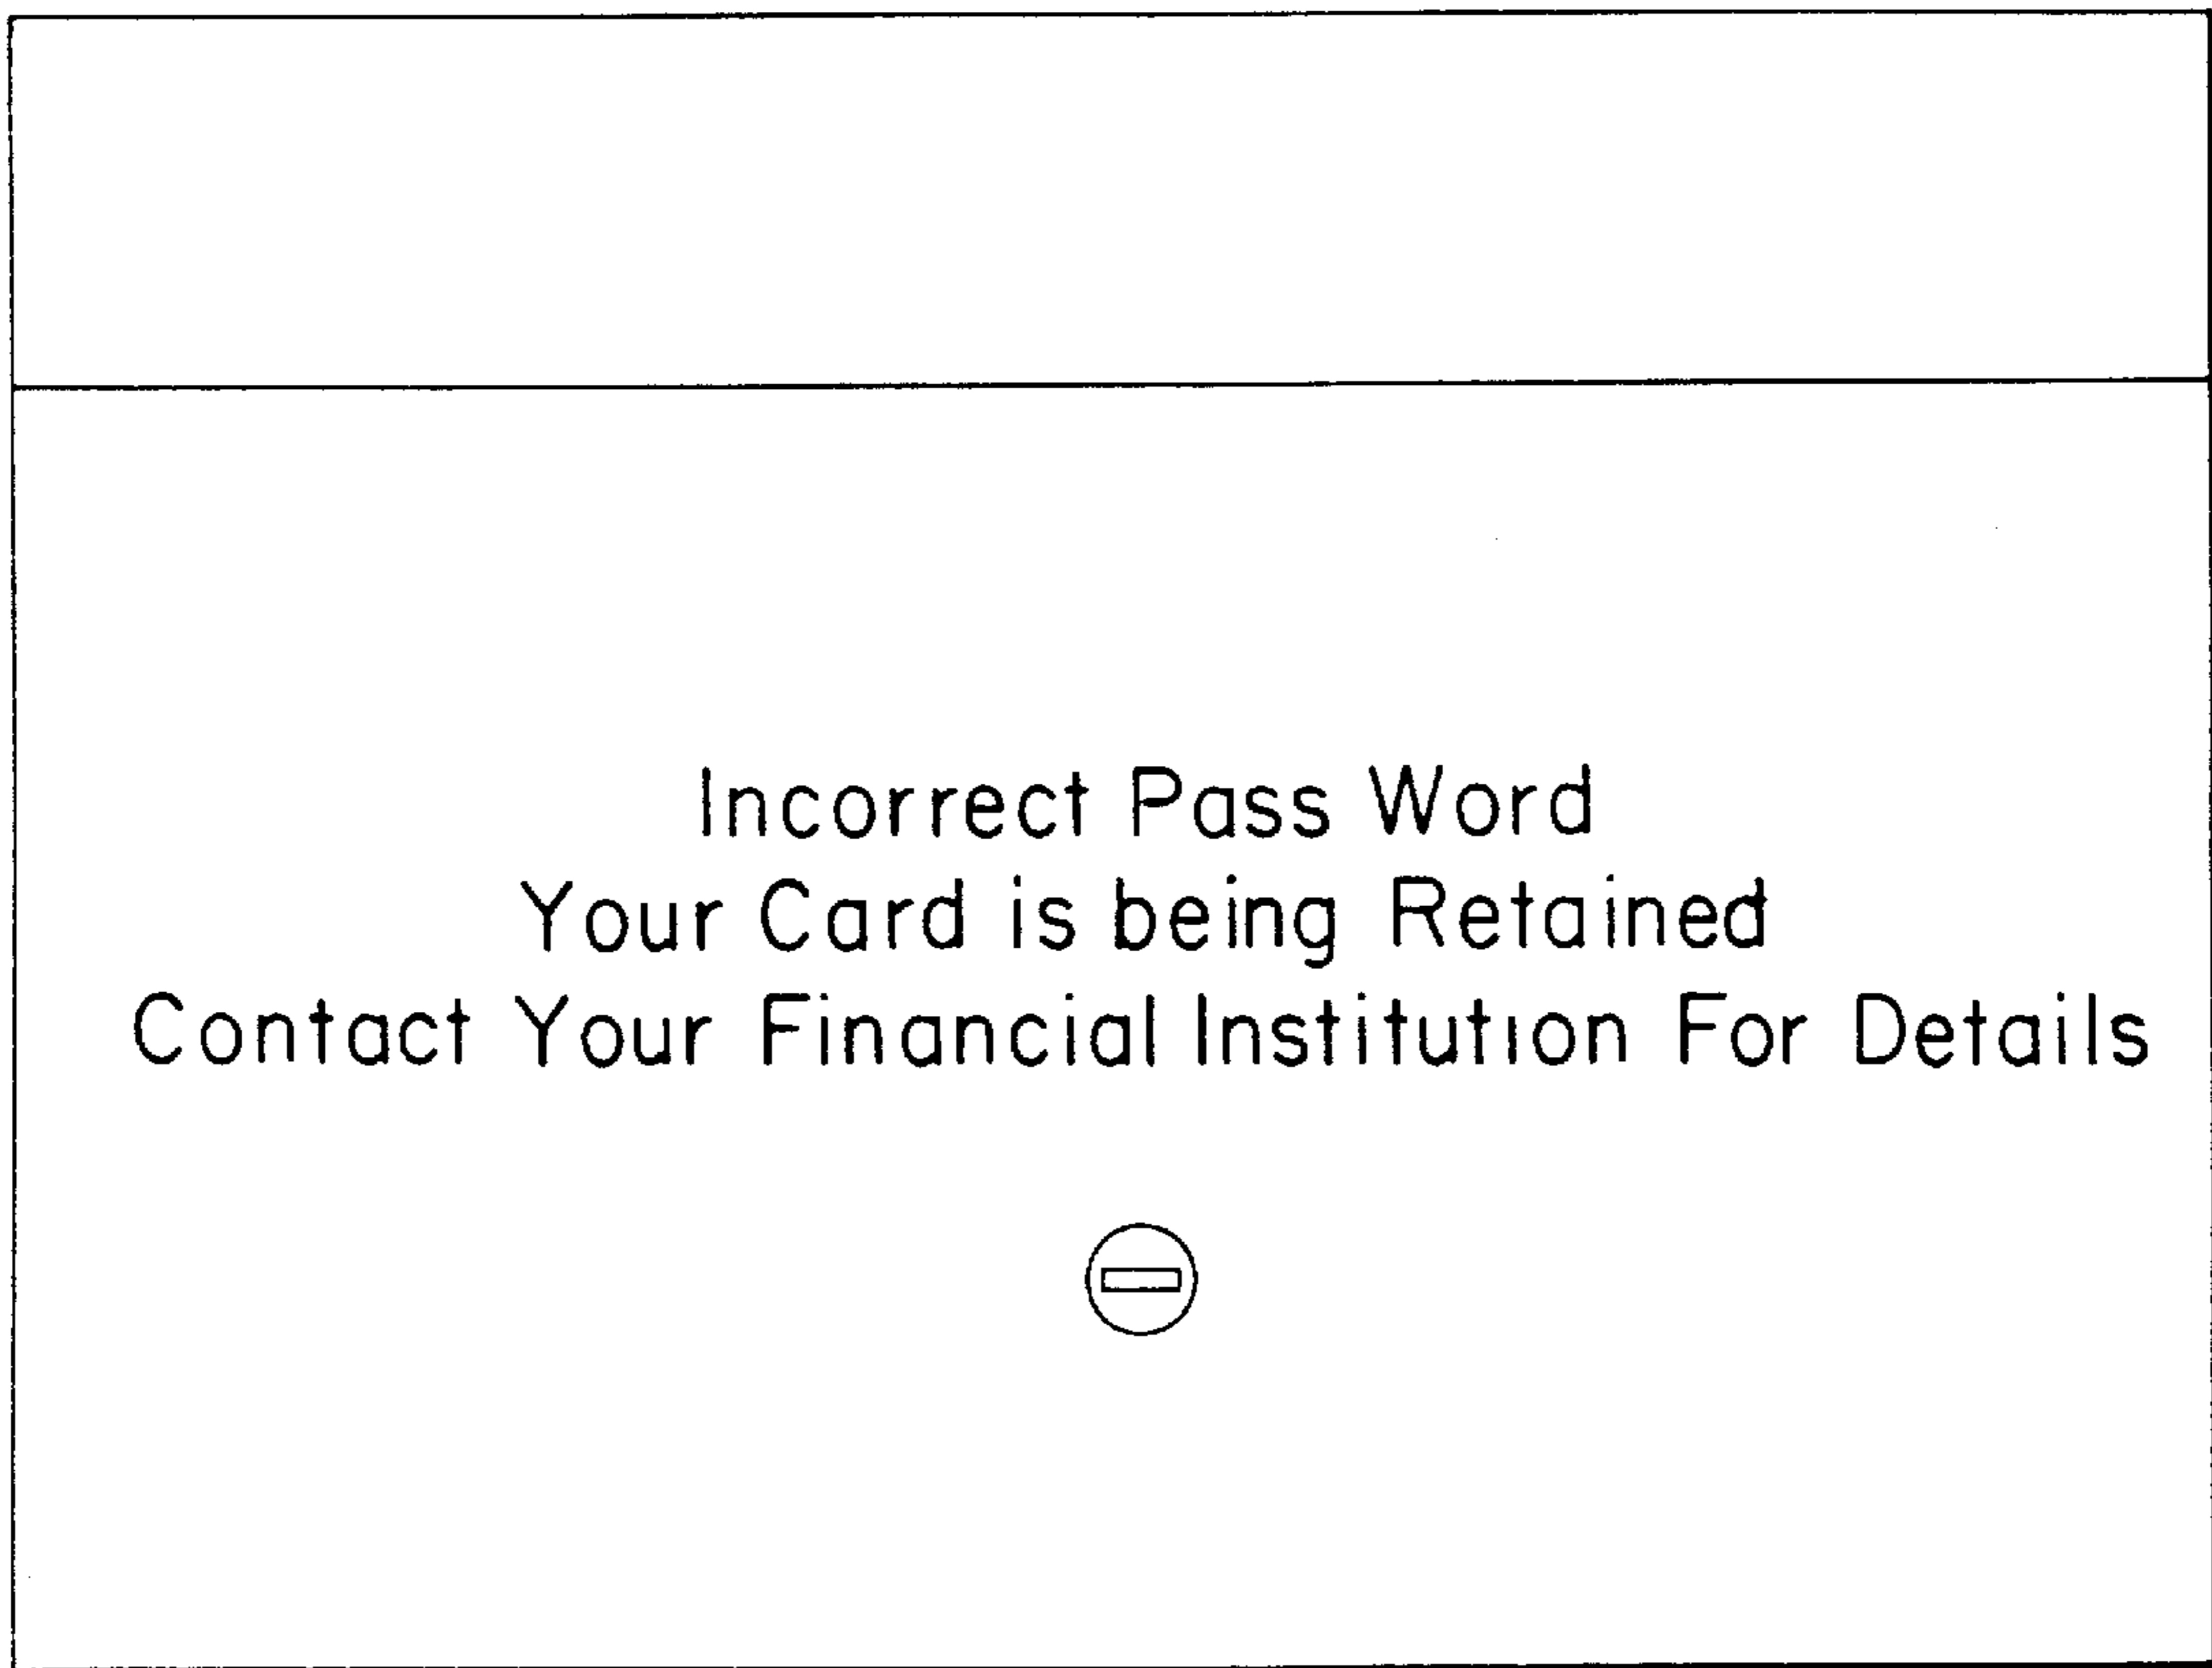 Incorrect Pass Word
Your Card is being Retained
Contact Your Financial Institution For Details